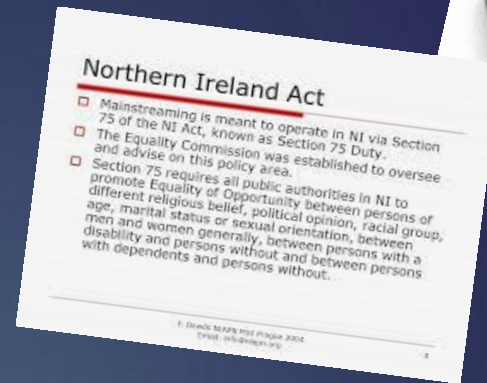 Northern Ireland Act
Mainstreaming is meant to operate in NI via Section
75 of the NI Act, known as Section 75 Duty.
The Equality Commission was established to oversee
and advise on this policy area.
Section 75 requires all public authorities in NI to
promote Equality of Opportunity between persons of
different religious belief, political opinion, racial group,
age, marital status or sexual orientation, between
men and women generally, between persons with a
disability and persons without and between persons
with dependents and persons without.
Prague 2004
Email:
4